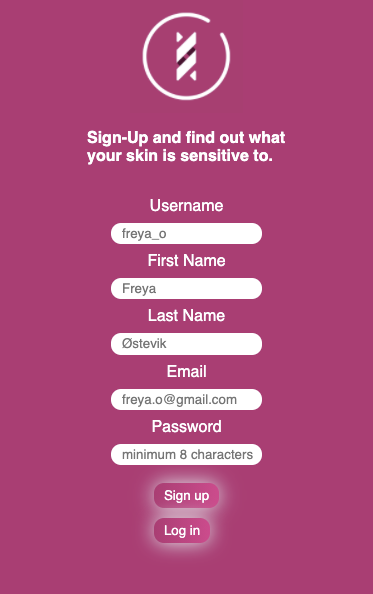 Sign-Up and find out what
your skin is sensitive to.
Username
freya_o
First Name
Freya
Last Name
Østevik
Email
freya.o@gmail.com
Password
minimum 8 characters
Sign up
Log in